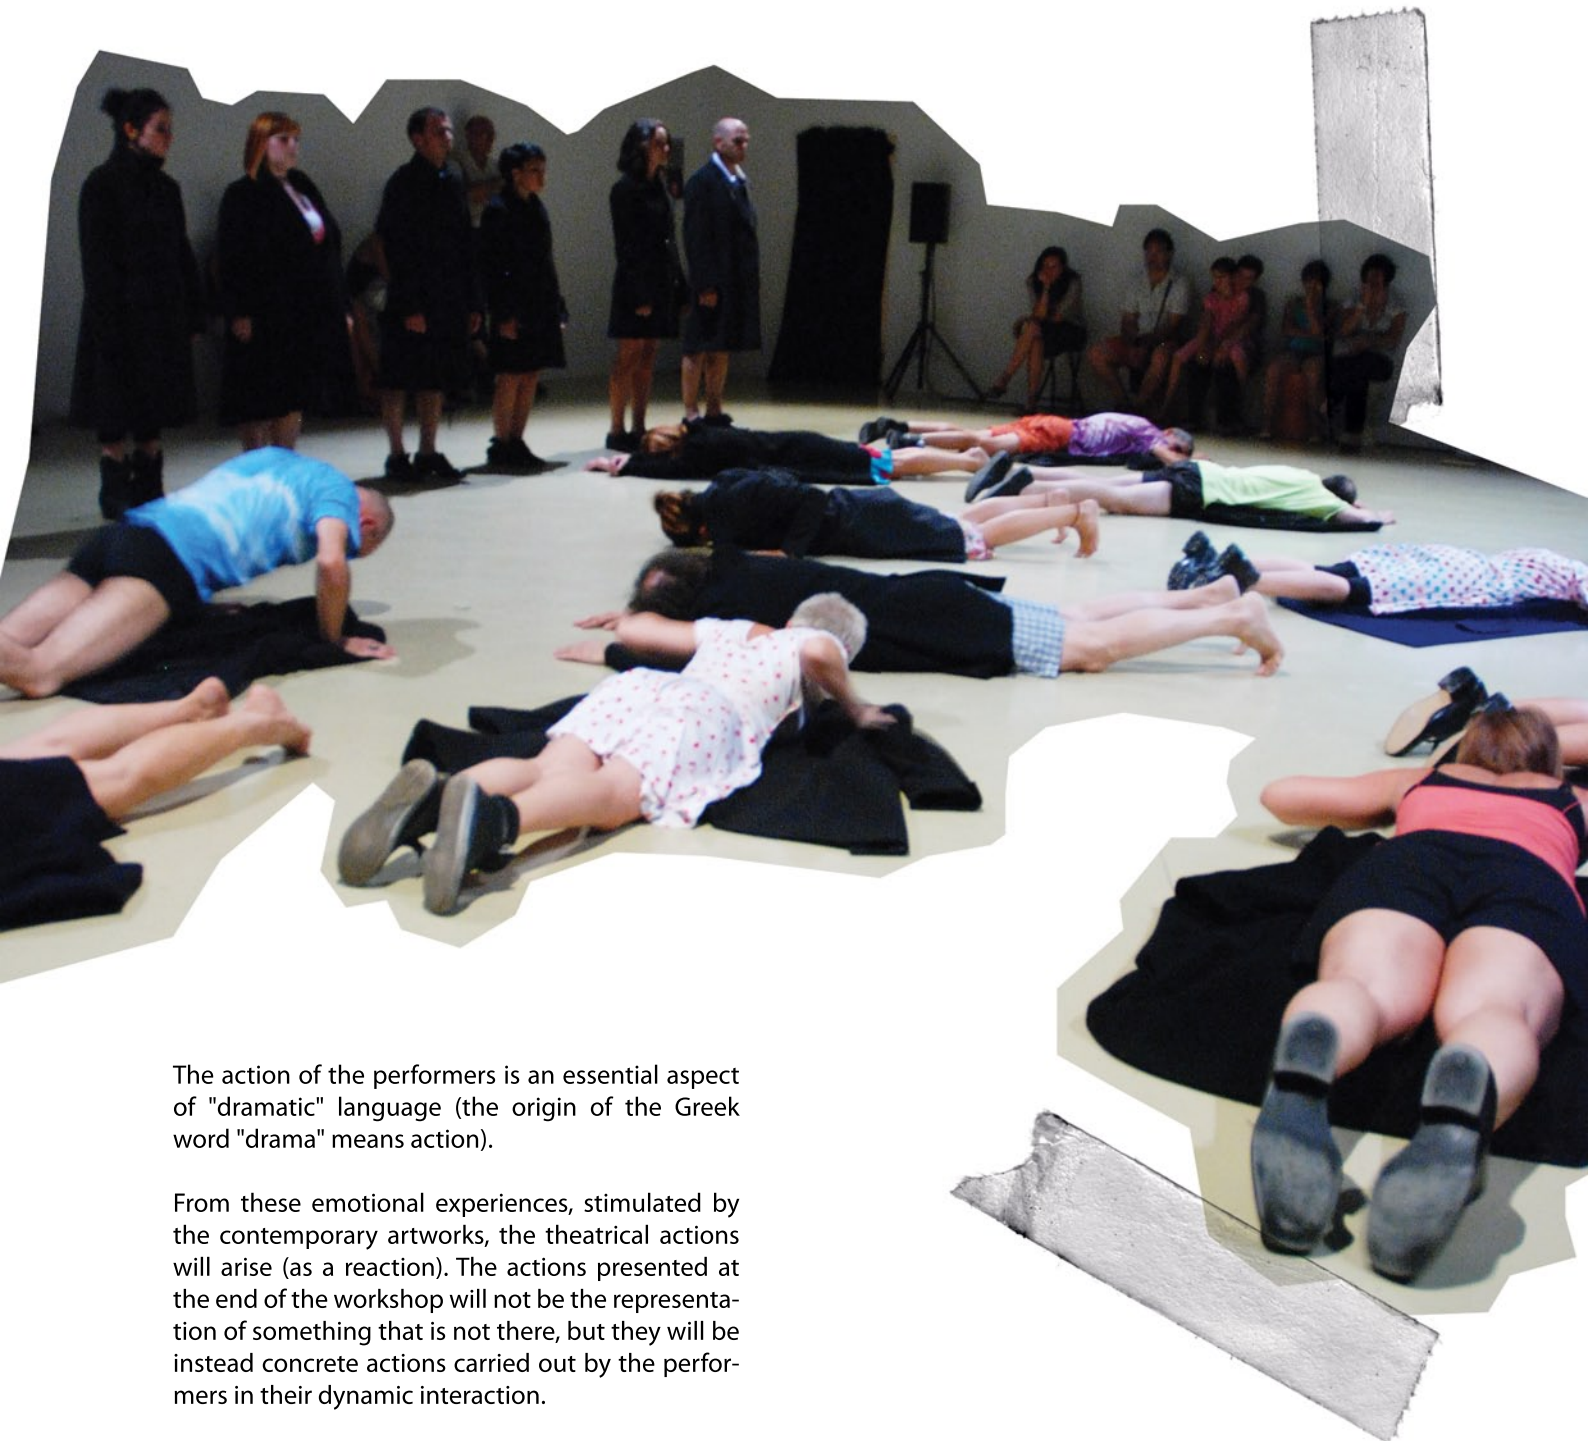 The action of the performers is an essential aspect
of "dramatic" language (the origin of the Greek
word "drama" means action).
From these emotional experiences, stimulated by
the contemporary artworks, the theatrical actions
will arise (as a reaction). The actions presented at
the end of the workshop will not be the representa-
tion of something that is not there, but they will be
instead concrete actions carried out by the perfor-
mers in their dynamic interaction.